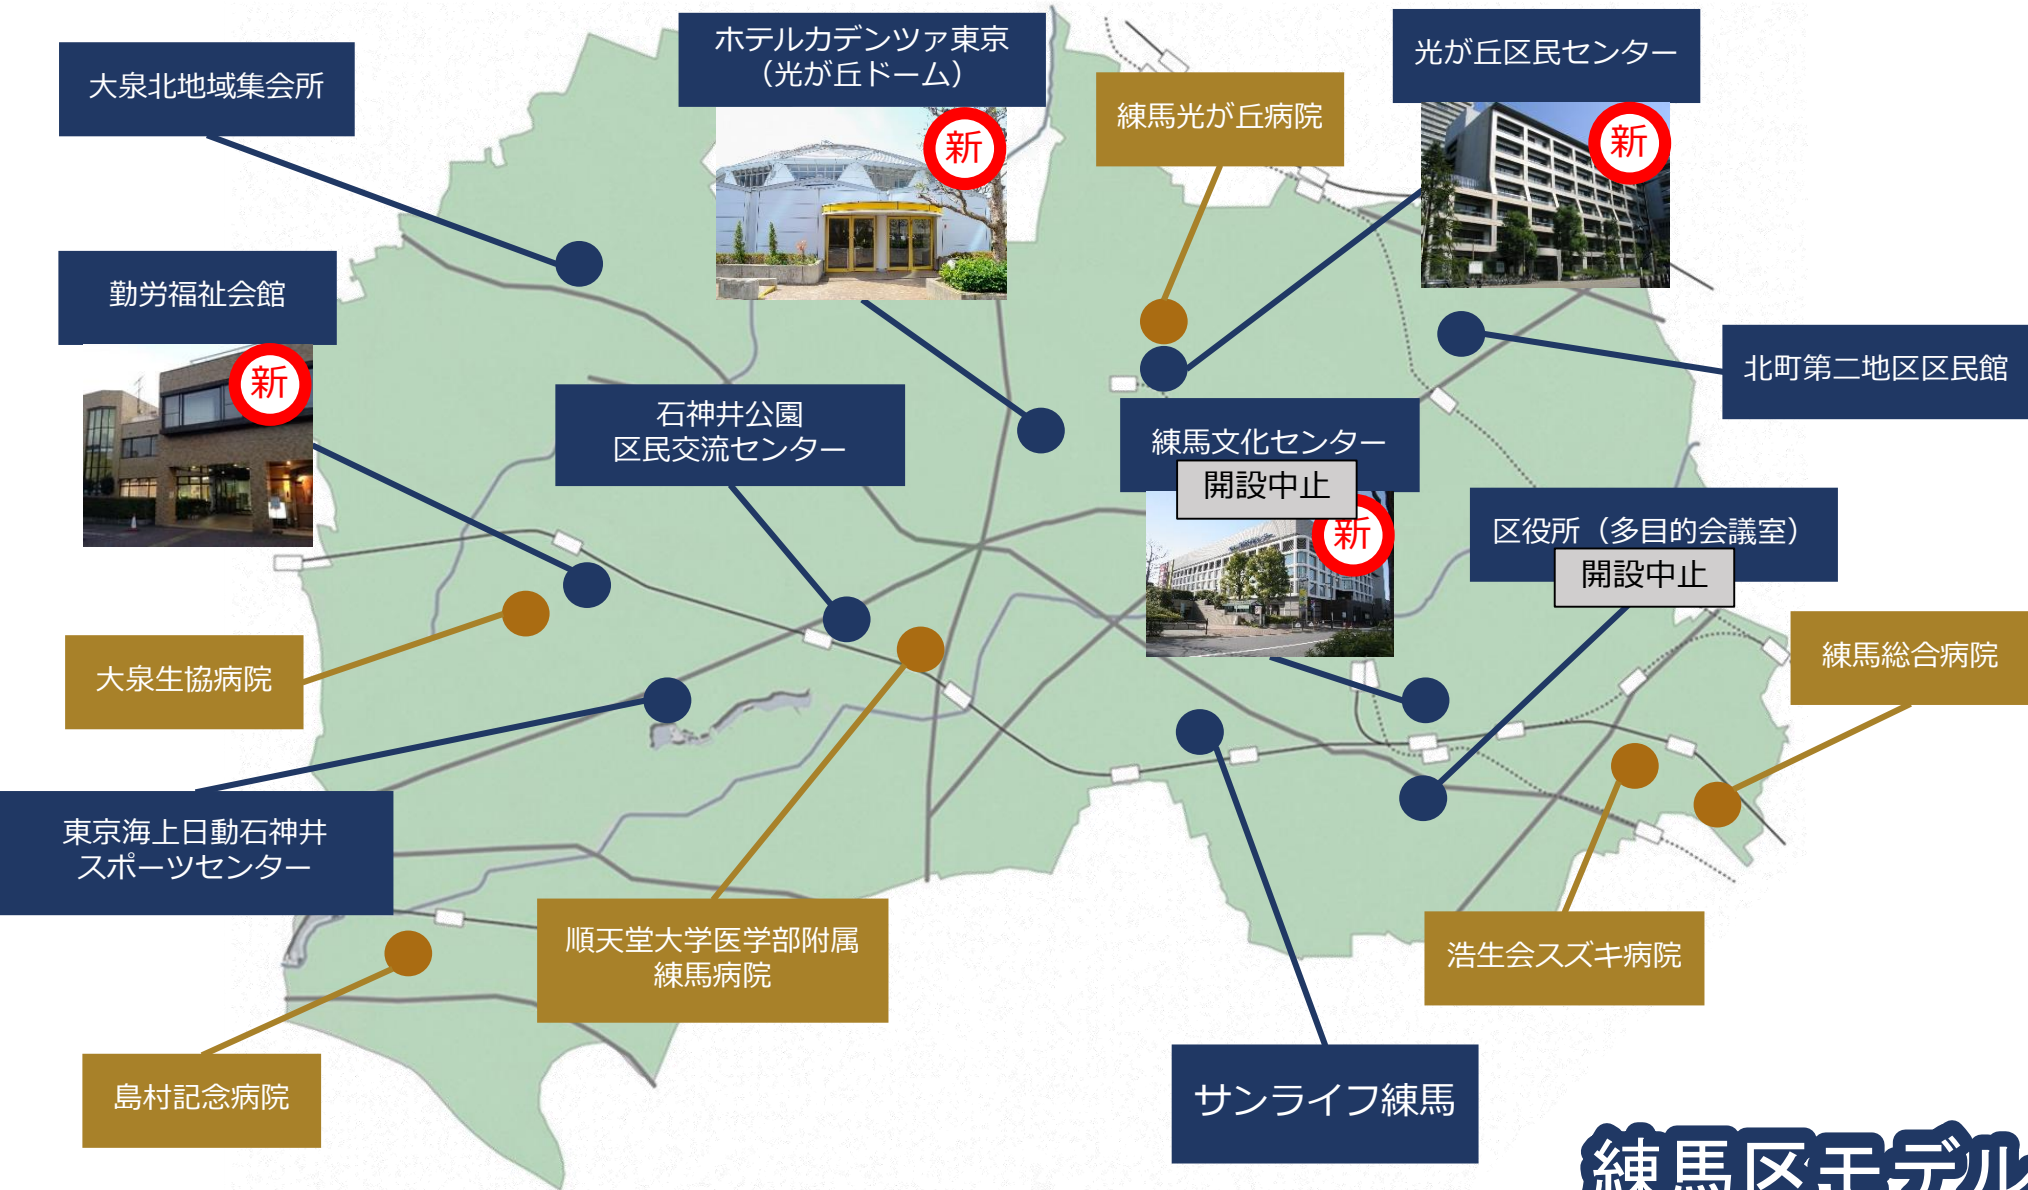 ホテルカデンツァ東京
（光が丘ドーム）
新
光が丘区民センター
新
大泉北地域集会所
練馬光が丘病院
勤労福祉会館
新
北町第二地区区民館
石神井公園
区民交流センター
練馬文化センター
開設中止
新
区役所（多目的会議室）
開設中止
大泉生協病院
練馬総合病院
東京海上日動石神井
スポーツセンター
順天堂大学医学部附属
練馬病院
浩生会スズキ病院
島村記念病院
サンライフ練馬
練馬区モデル